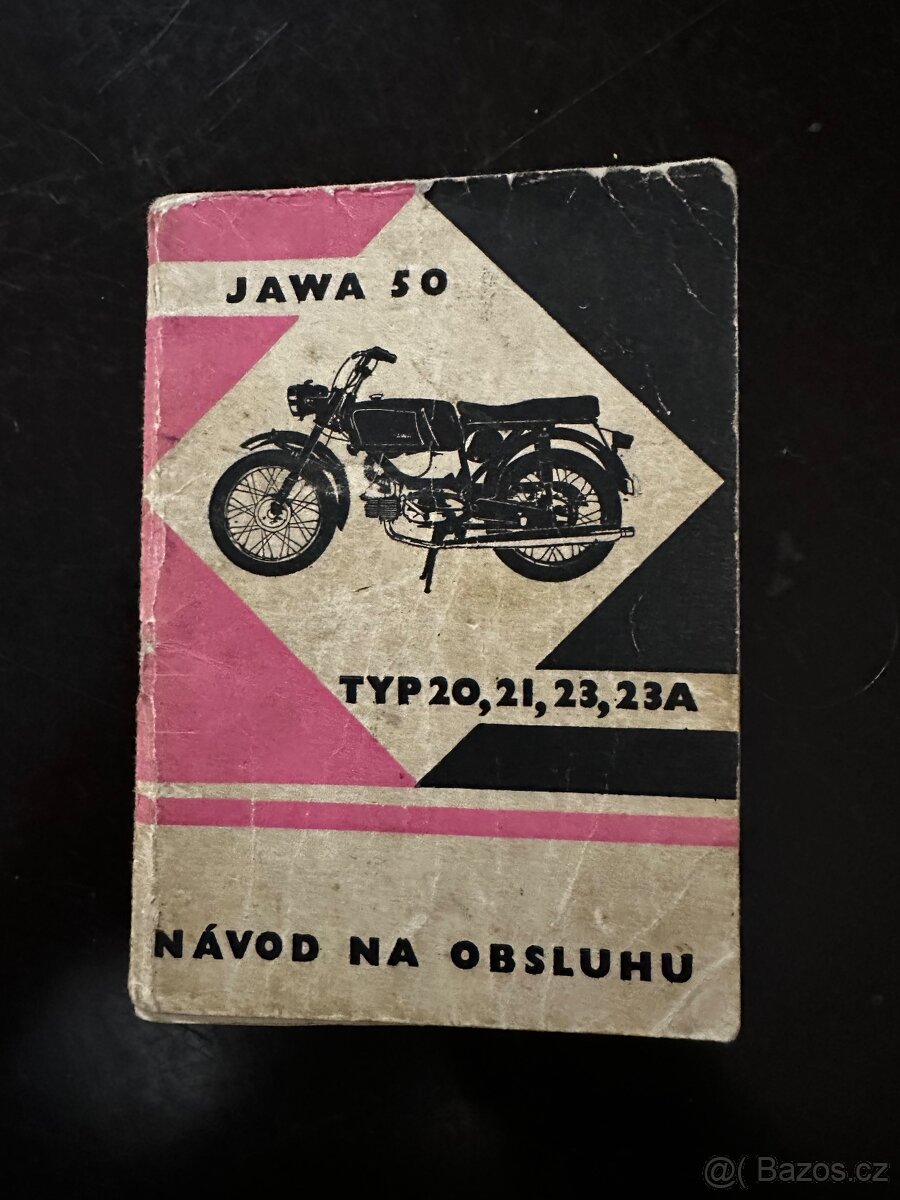 JAWA 50
TYP 20, 21, 23, 23A
NÁVOD NA OBSLUHU
@( Bazos.cz